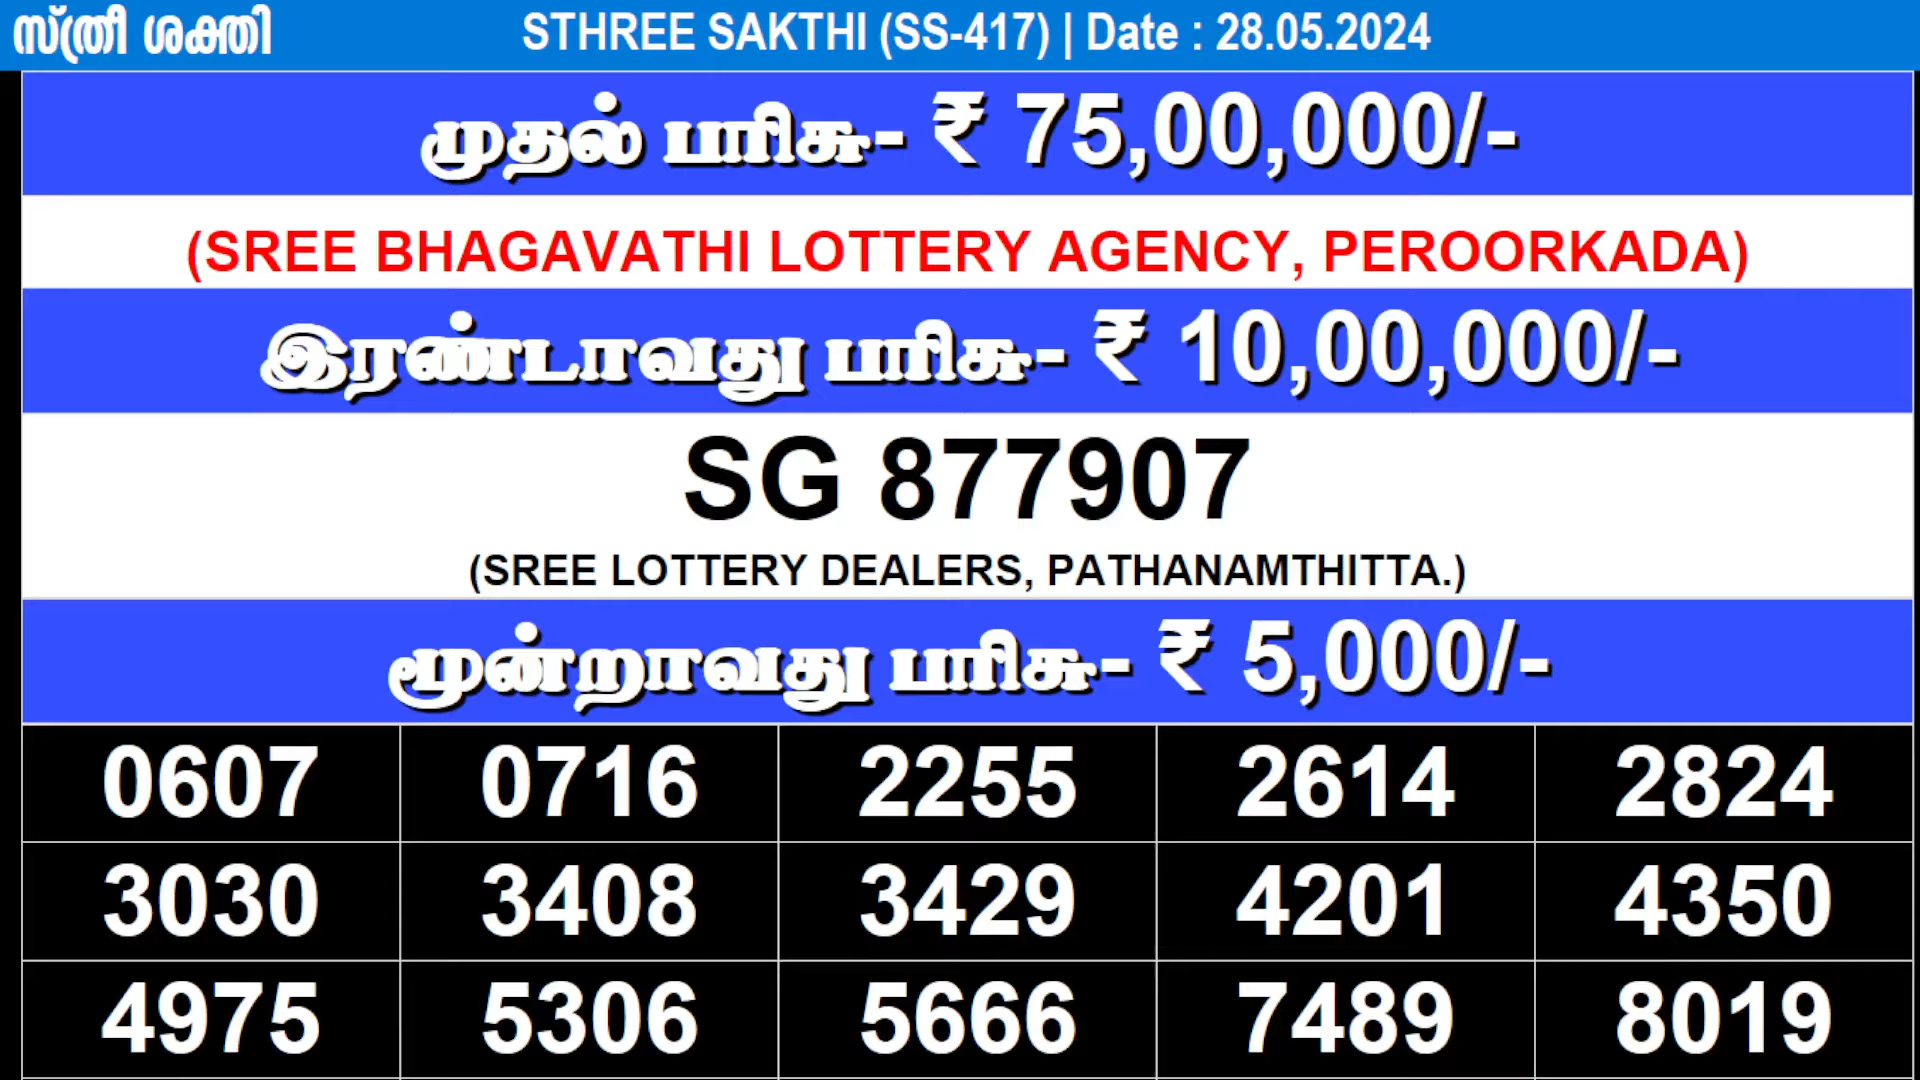 സ്ത്രീ ശക്തി STHREE SAKTHI (SS-417) | Date : 28.05.2024
முதல் பரிசு- ₹ 75,00,000/-
(SREE BHAGAVATHI LOTTERY AGENCY, PEROORKADA)
இரண்டாவது பரிசு- ₹ 10,00,000/-
SG 877907
(SREE LOTTERY DEALERS, PATHANAMTHITTA.)
மூன்றாவது பரிசு- ₹ 5,000/-
0607 0716 2255 2614 2824
3030 3408 3429 4201 4350
4975 5306 5666 7489 8019